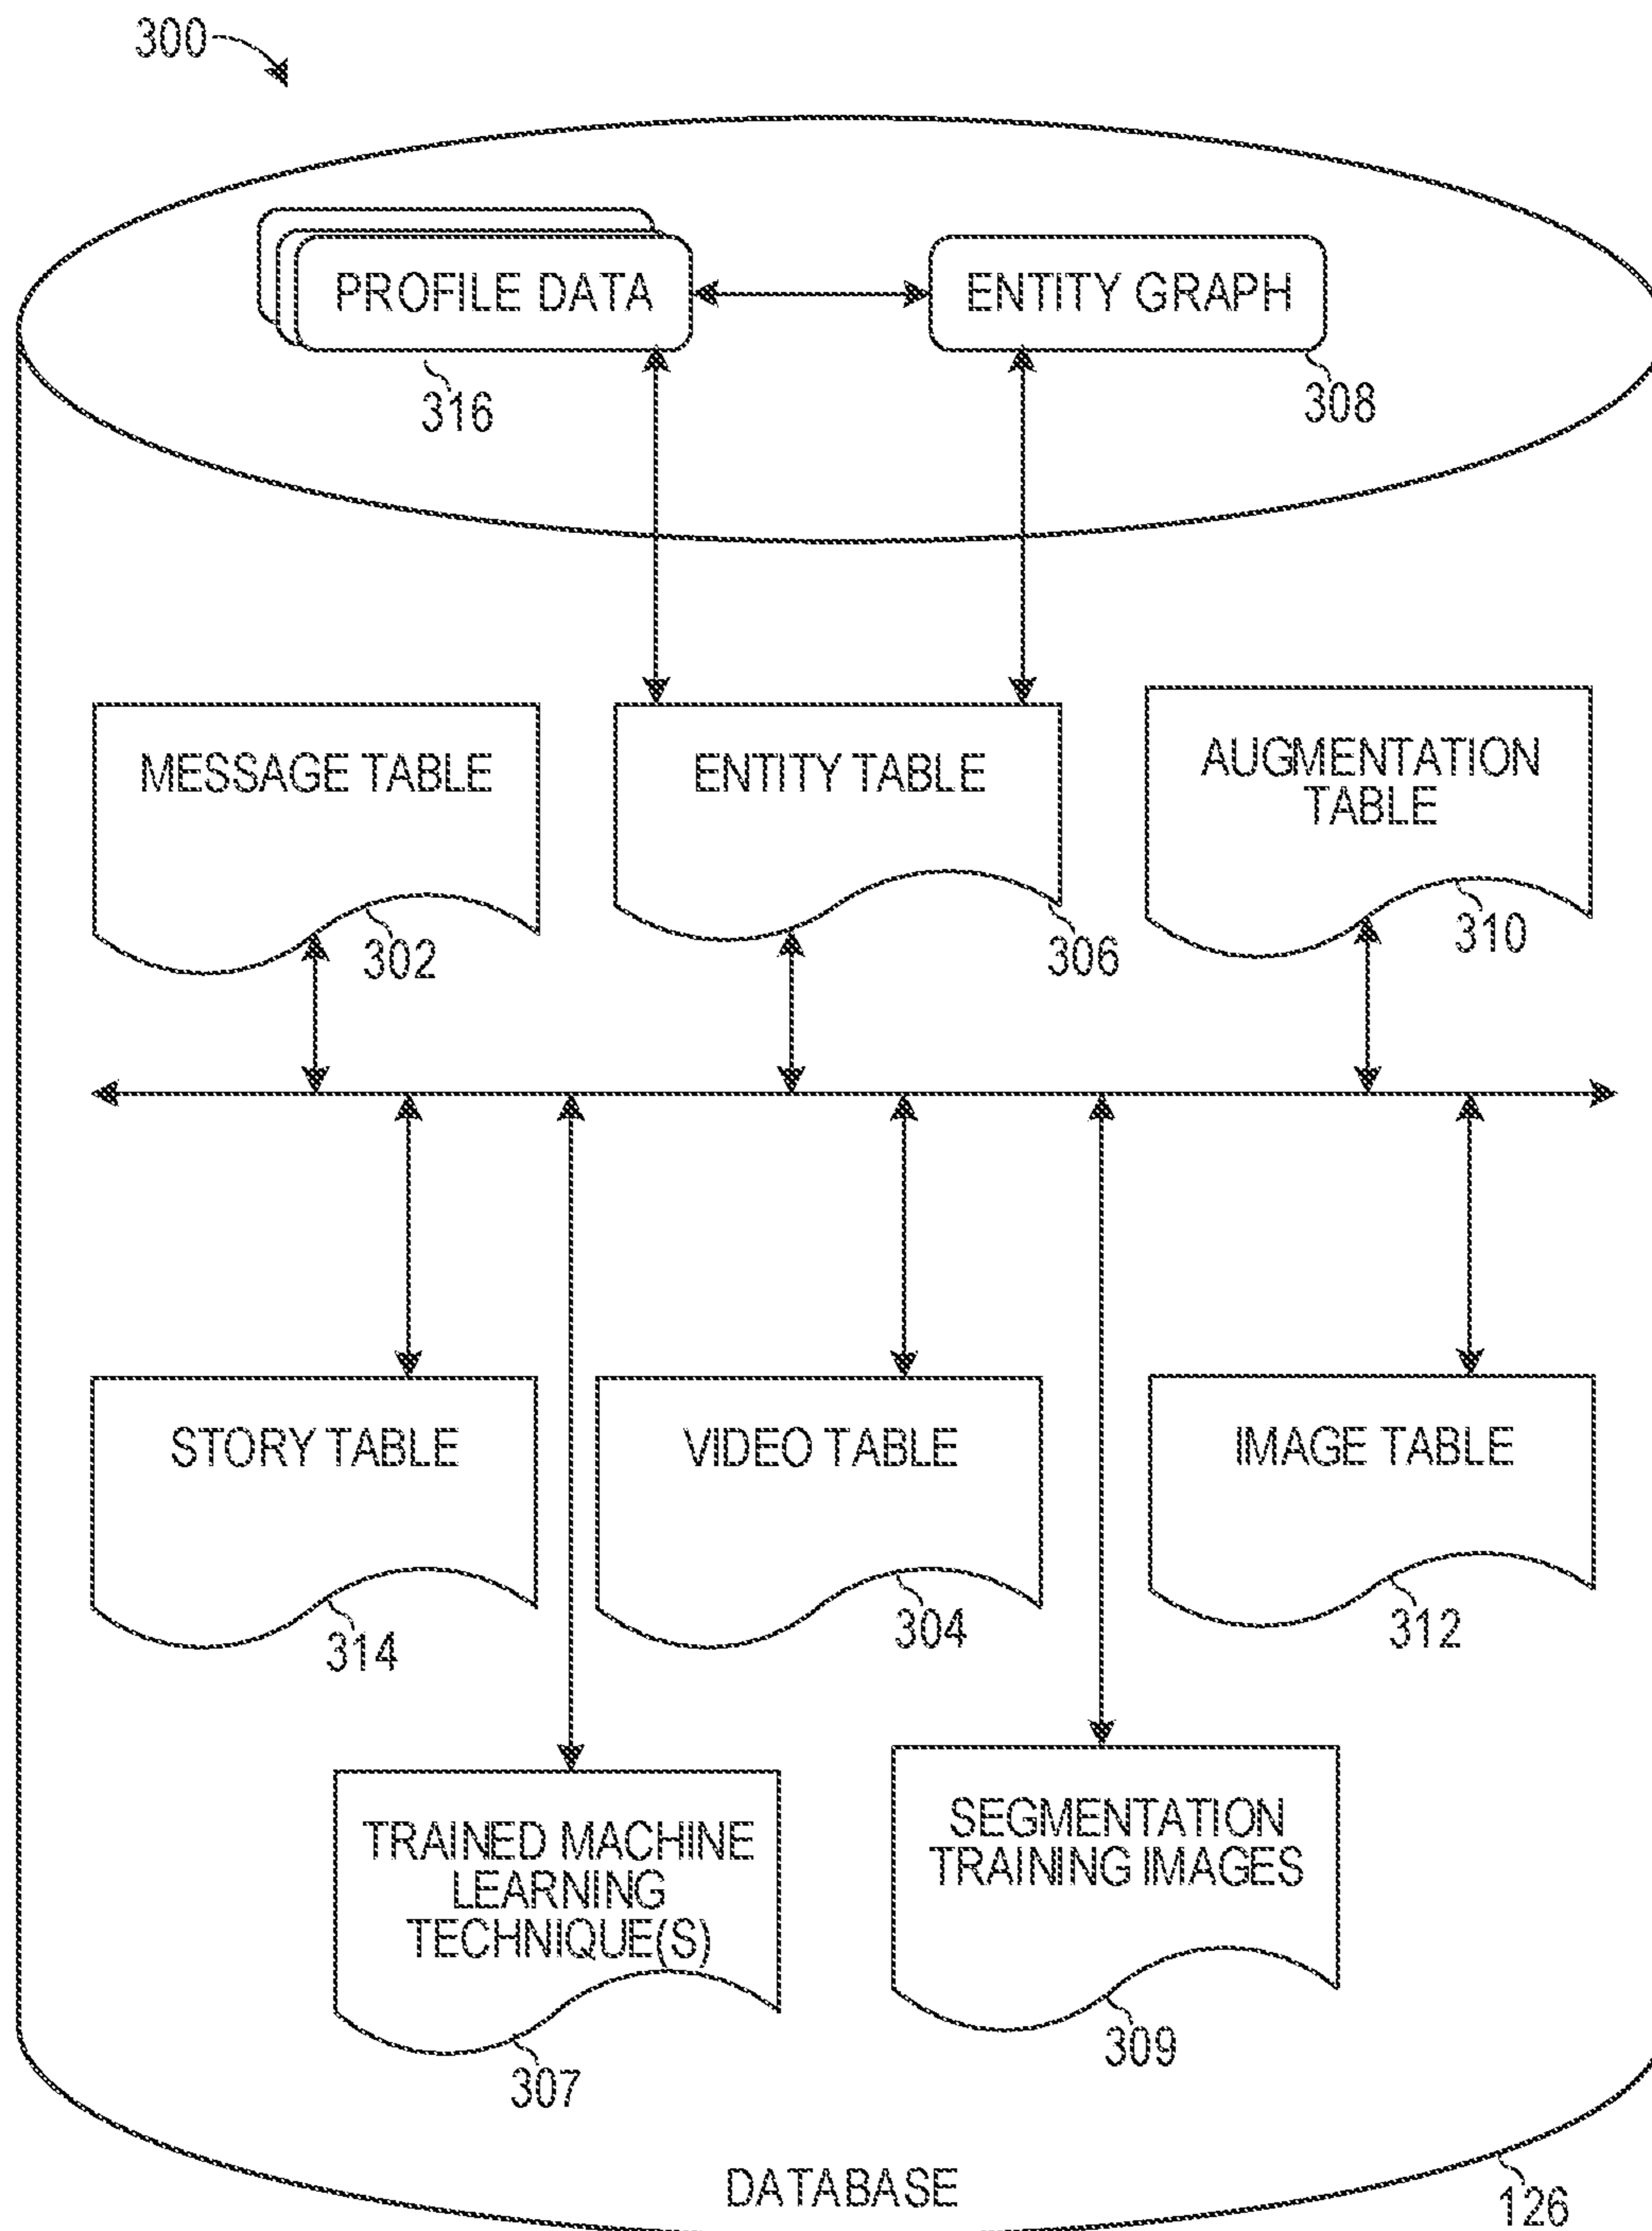 300
PROFILE DATA
ENTITY GRAPH
316
308
MESSAGE TABLE
ENTITY TABLE
AUGMENTATION
TABLE
302
306
310
STORY TABLE
VIDEO TABLE
IMAGE TABLE
314
304
312
TRAINED MACHINE
LEARNING
TECHNIQUE(S)
SEGMENTATION
TRAINING IMAGES
307
309
DATABASE
126